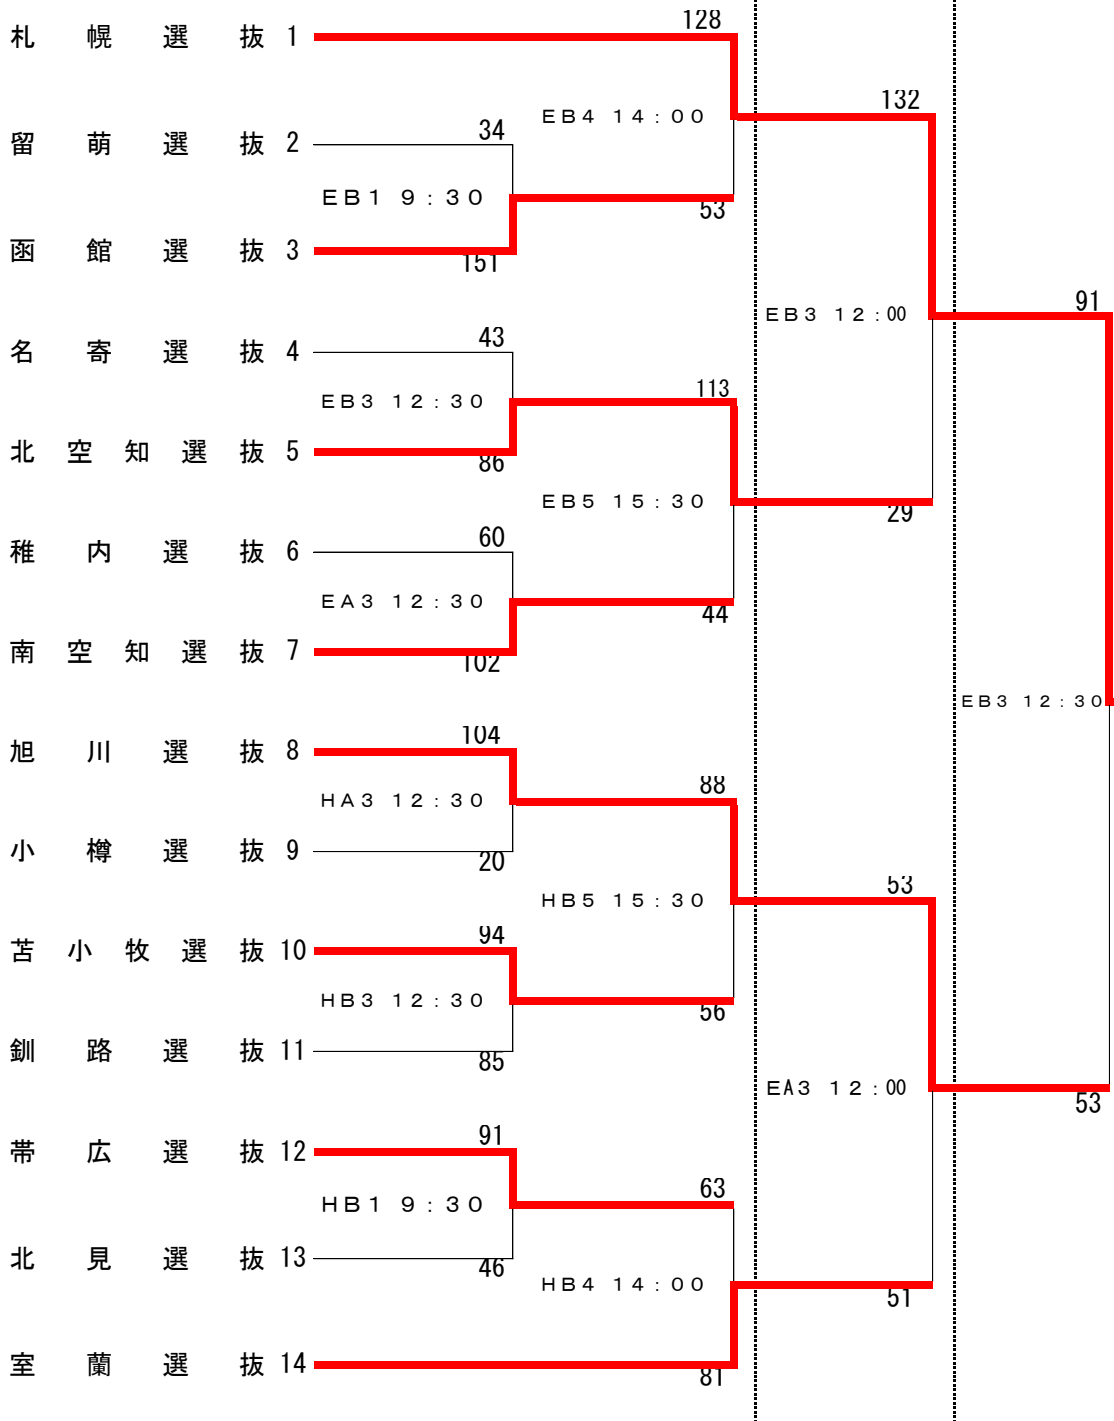 128
札幌選抜 1
132
EB4 14:00
34
留萌選抜 2
EB1 9:30
53
函館選抜 3
151
91
EB3 12:00
43
名寄選抜 4
113
EB3 12:30
北空知選抜 5
86
EB5 15:30
29
60
稚内選抜 6
EA3 12:30
44
南空知選抜 7
102
EB3 12:30
104
旭川選抜 8
88
HA3 12:30
小樽選抜 9
20
53
HB5 15:30
94
苫小牧選抜 10
HB3 12:30
56
釧路選抜 11
85
EA3 12:00
53
91
帯広選抜 12
63
HB1 9:30
北見選抜 13
46
HB4 14:00
51
室蘭選抜 14
81